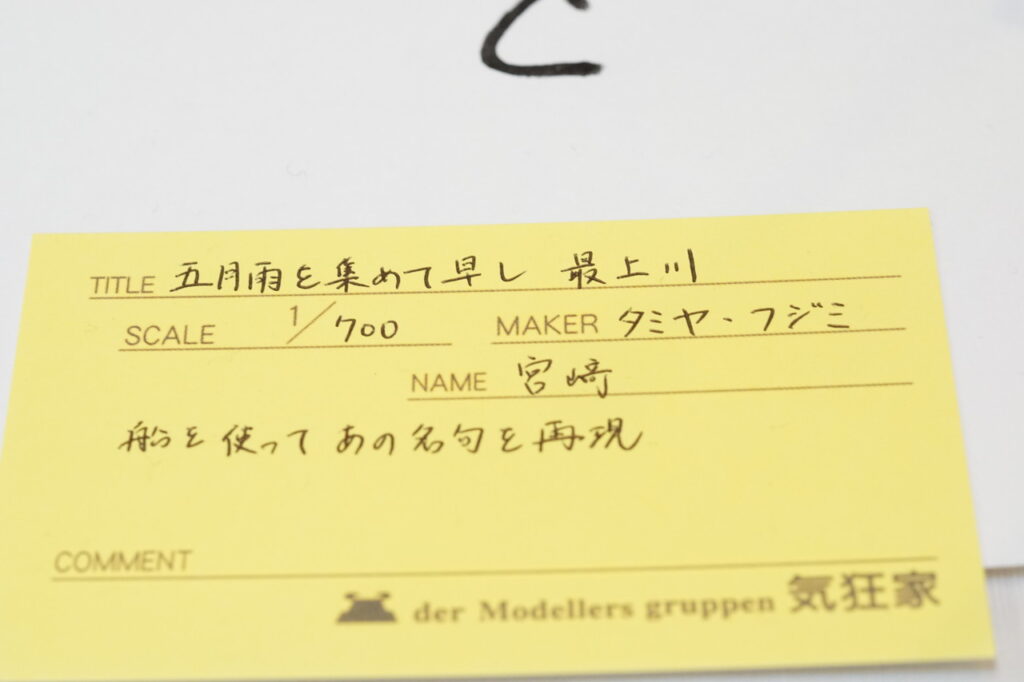 て
TITLE 五月雨を集めて早し 最上川
SCALE 1/700 MAKER タミヤ・フジミ
NAME 宮崎
船を使ってあの名句を再現
COMMENT
der Modellers gruppen 気狂家